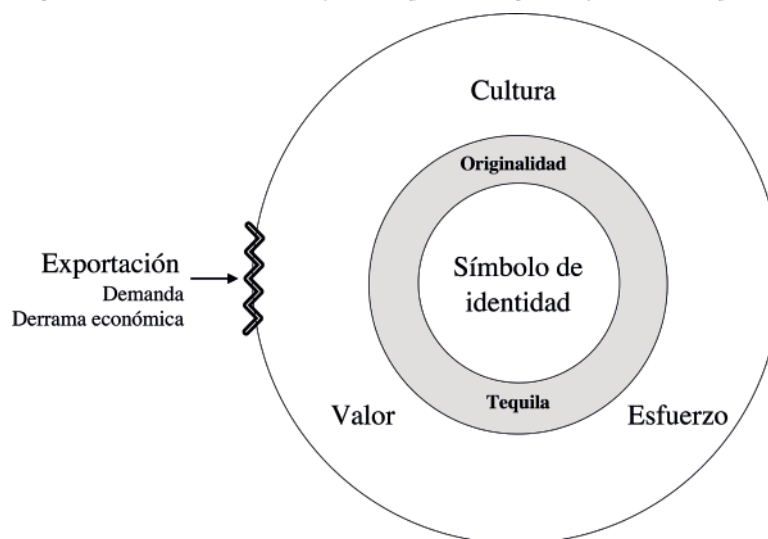 Cultura
Originalidad
Símbolo de
identidad
Exportación
Demanda
Derrama económica
Tequila
Valor
Esfuerzo